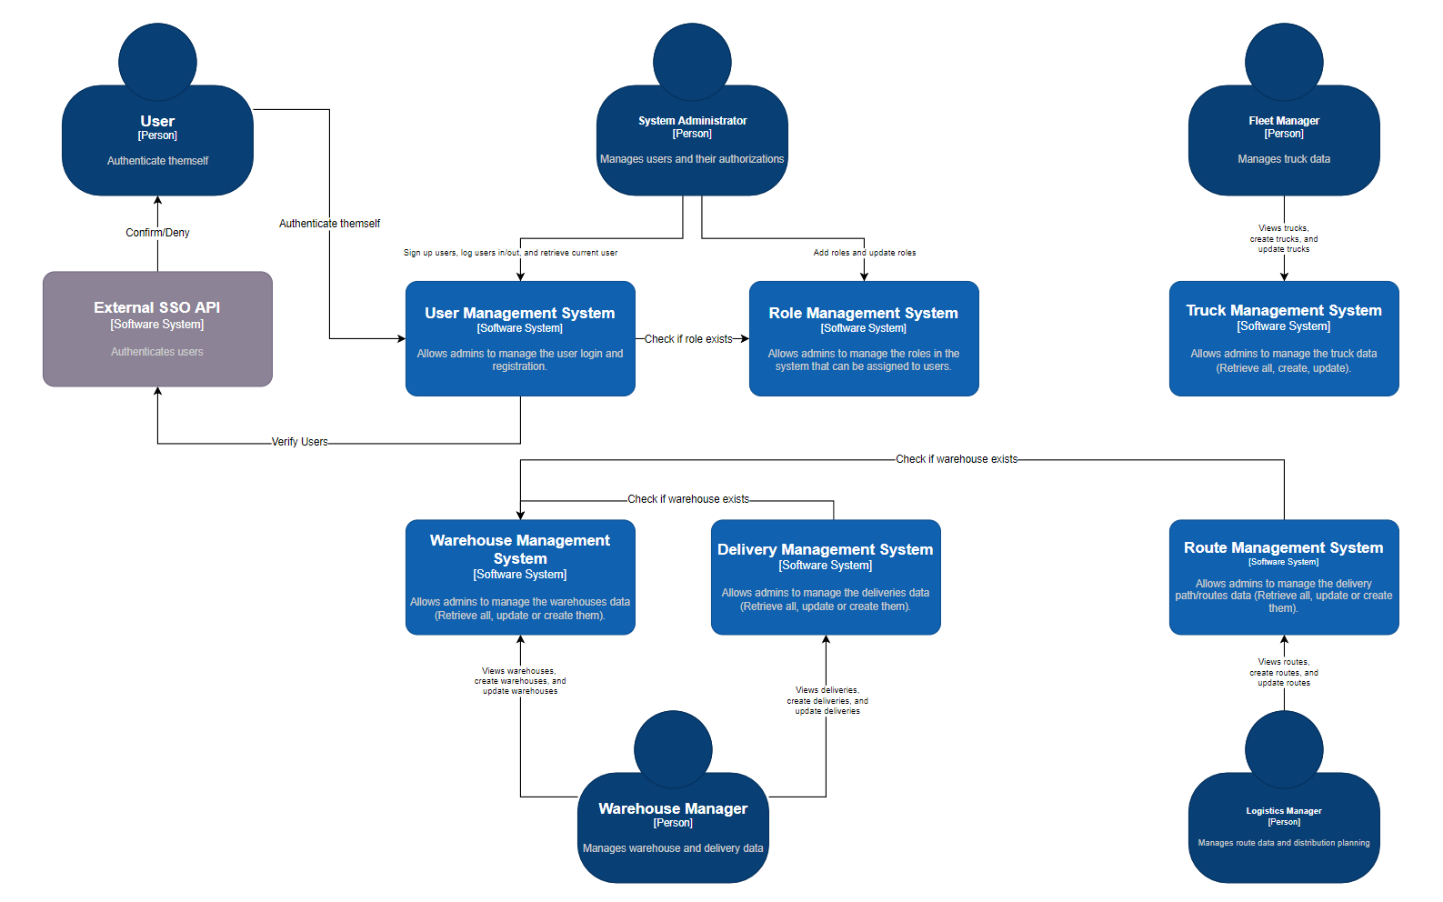 User
[Person]
Authenticate themself
System Administrator
[Person]
Manages users and their authorizations
Fleet Manager
[Person]
Manages truck data
Confirm/Deny
Authenticate themself
Sign up users, log users in/out, and retrieve current user
Add roles and update roles
Views trucks,
create trucks, and
update trucks
External SSO API
[Software System]
Authenticates users
User Management System
[Software System]
Allows admins to manage the user login and
registration.
Check if role exists
Role Management System
[Software System]
Allows admins to manage the roles in the
system that can be assigned to users.
Truck Management System
[Software System]
Allows admins to manage the truck data
(Retrieve all, create, update).
Verify Users
Check if warehouse exists
Check if warehouse exists
Warehouse Management
System
[Software System]
Allows admins to manage the warehouses data
(Retrieve all, update or create them).
Delivery Management System
[Software System]
Allows admins to manage the deliveries data
(Retrieve all, update or create them).
Route Management System
[Software System]
Allows admins to manage the delivery
path/routes data (Retrieve all, update or create
them).
Views warehouses,
create warehouses, and
update warehouses
Views deliveries,
create deliveries, and
update deliveries
Views routes,
create routes, and
update routes
Warehouse Manager
[Person]
Manages warehouse and delivery data
Logistics Manager
[Person]
Manages route data and distribution planning